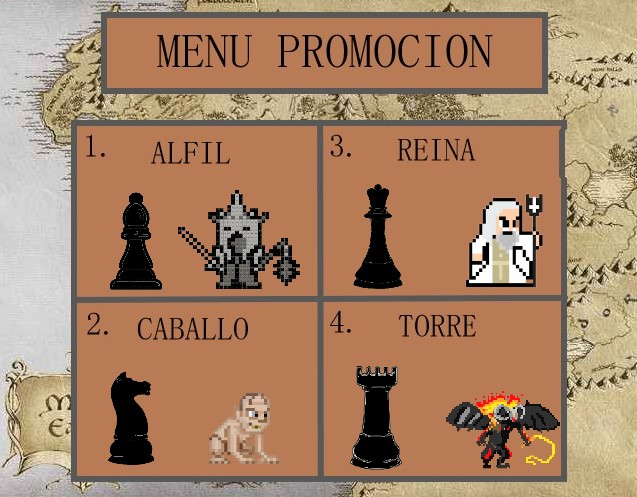 MENU PROMOCION
1. ALFIL
3. REINA
2. CABALLO
4. TORRE